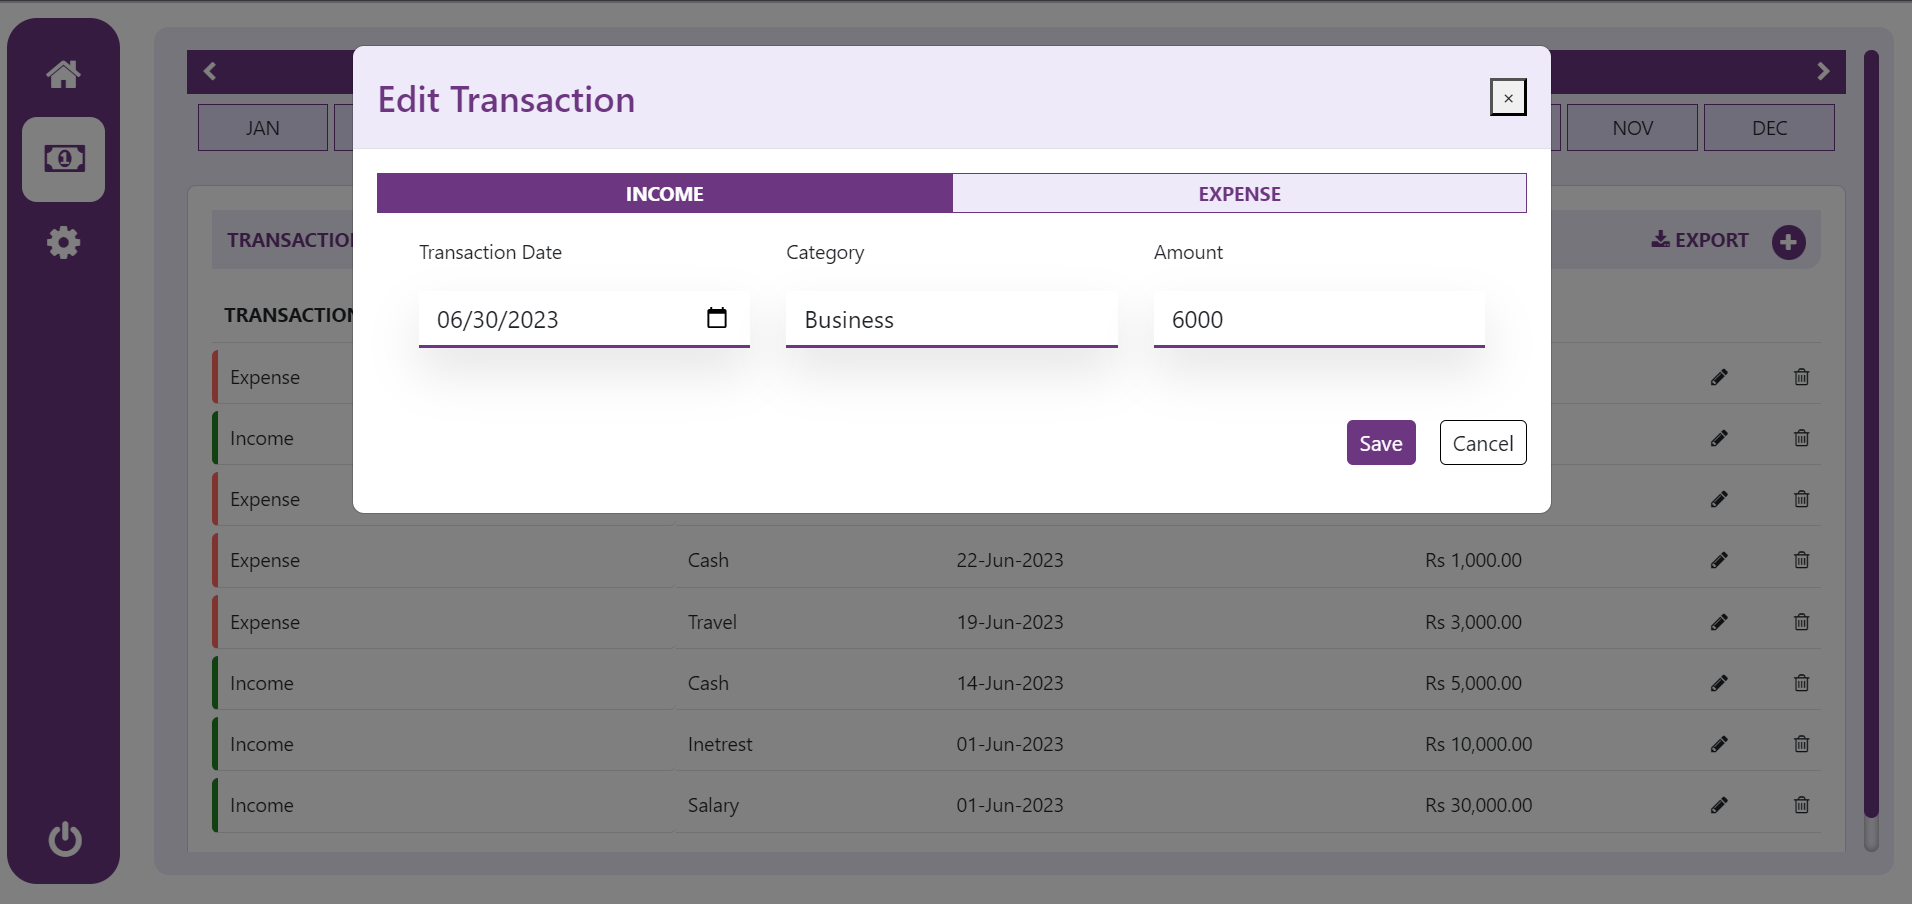 Edit Transaction
×
JAN
NOV
DEC
INCOME
EXPENSE
TRANSACTIO
EXPORT
Transaction Date
Category
Amount
TRANSACTION
06/30/2023
Business
6000
Expense
Income
Save
Cancel
Expense
Expense Cash 22-Jun-2023 Rs 1,000.00
Expense Travel 19-Jun-2023 Rs 3,000.00
Income Cash 14-Jun-2023 Rs 5,000.00
Income Inetrest 01-Jun-2023 Rs 10,000.00
Income Salary 01-Jun-2023 Rs 30,000.00